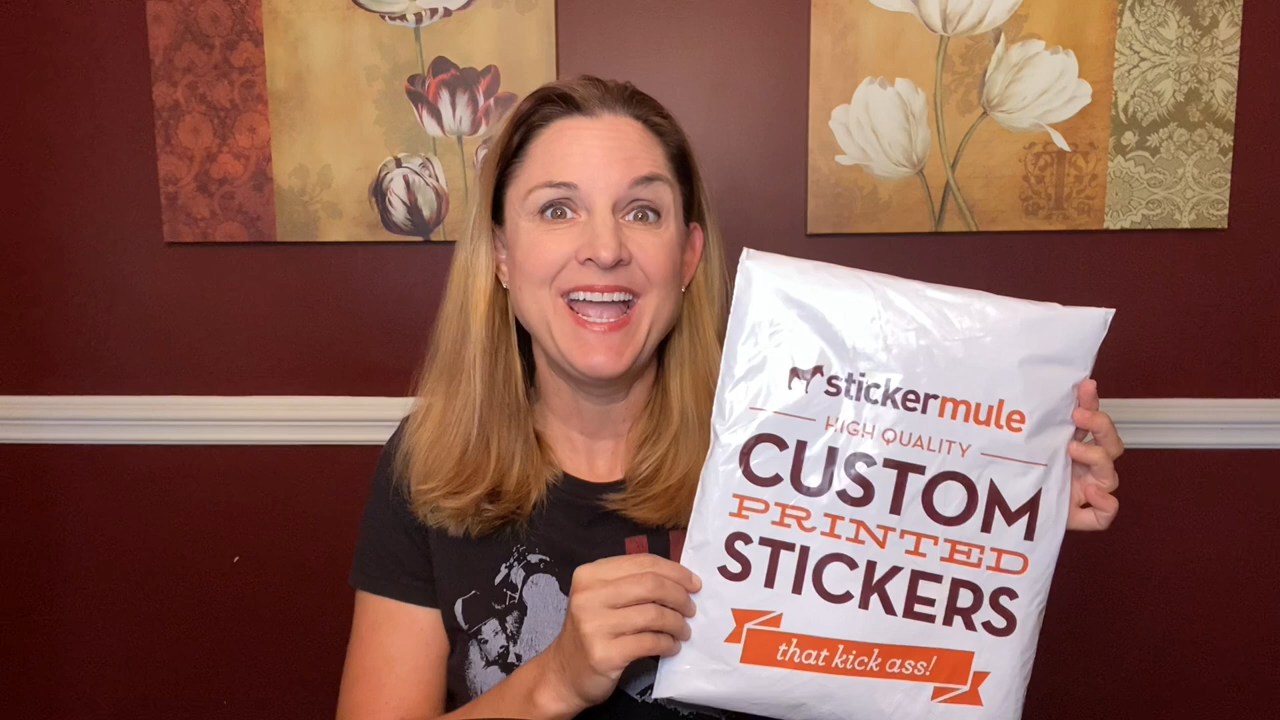 stickermule
HIGH QUALITY
CUSTOM
PRINTED
STICKERS
that kick ass!